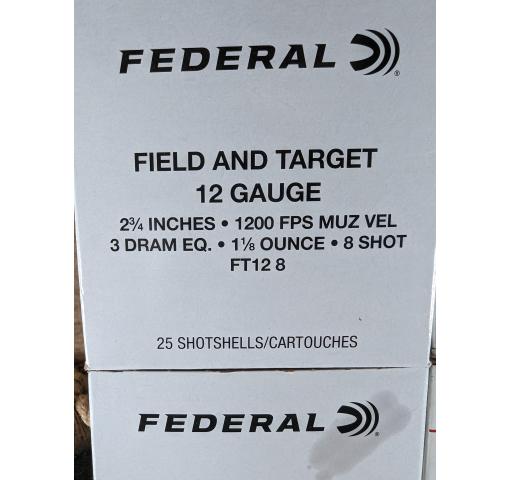 FEDERAL
®
FIELD AND TARGET
12 GAUGE
2¾ INCHES • 1200 FPS MUZ VEL
3 DRAM EQ. • 1⅛ OUNCE • 8 SHOT
FT12 8
25 SHOTSHELLS/CARTOUCHES
FEDERAL
®